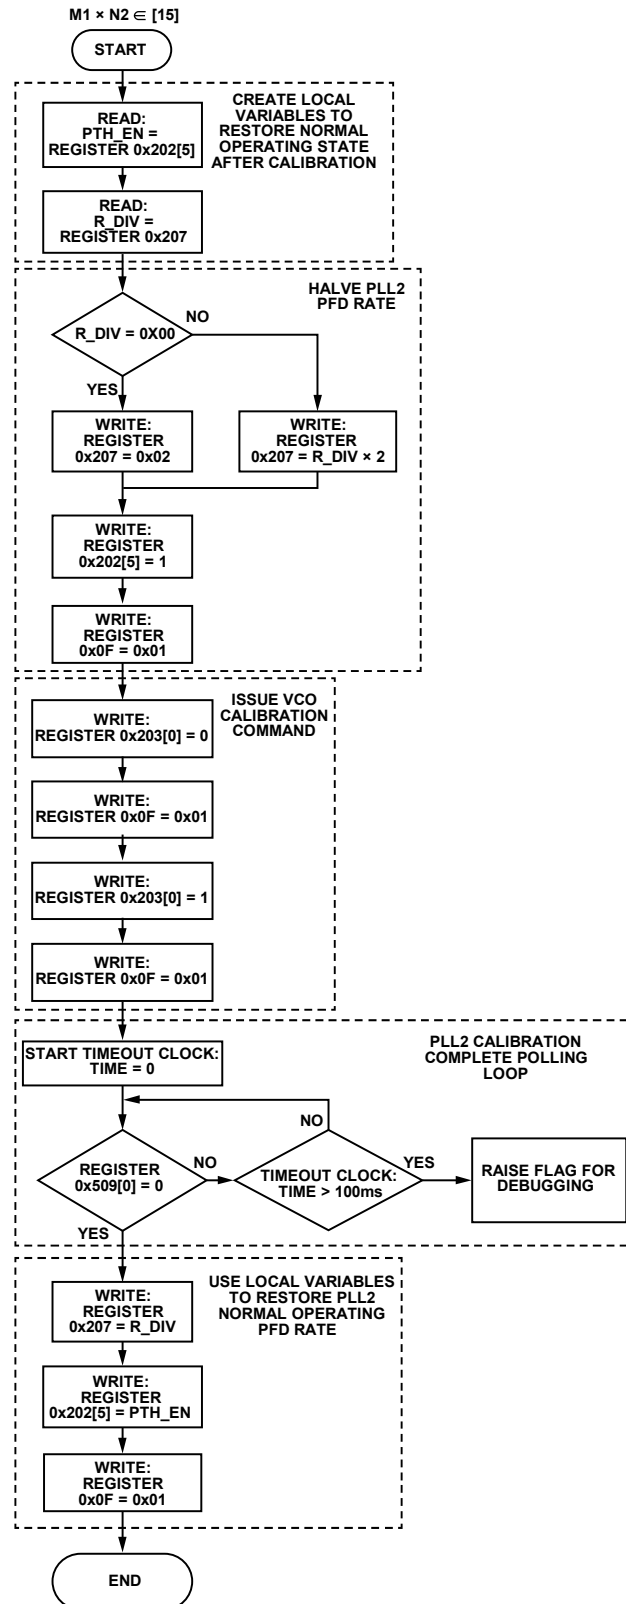 M1 × N2 ∈ [15]
START
CREATE LOCAL
VARIABLES TO
RESTORE NORMAL
OPERATING STATE
AFTER CALIBRATION
READ:
PTH_EN =
REGISTER 0x202[5]
READ:
R_DIV =
REGISTER 0x207
HALVE PLL2
PFD RATE
R_DIV = 0X00
NO
YES
WRITE:
REGISTER
0x207 = 0x02
WRITE:
REGISTER
0x207 = R_DIV × 2
WRITE:
REGISTER
0x202[5] = 1
WRITE:
REGISTER
0x0F = 0x01
ISSUE VCO
CALIBRATION
COMMAND
WRITE:
REGISTER 0x203[0] = 0
WRITE:
REGISTER 0x0F = 0x01
WRITE:
REGISTER 0x203[0] = 1
WRITE:
REGISTER 0x0F = 0x01
PLL2 CALIBRATION
COMPLETE POLLING
LOOP
START TIMEOUT CLOCK:
TIME = 0
NO
REGISTER
0x509[0] = 0
NO
TIMEOUT CLOCK:
TIME > 100ms
YES
RAISE FLAG FOR
DEBUGGING
YES
USE LOCAL VARIABLES
TO RESTORE PLL2
NORMAL OPERATING
PFD RATE
WRITE:
REGISTER
0x207 = R_DIV
WRITE:
REGISTER
0x202[5] = PTH_EN
WRITE:
REGISTER
0x0F = 0x01
END